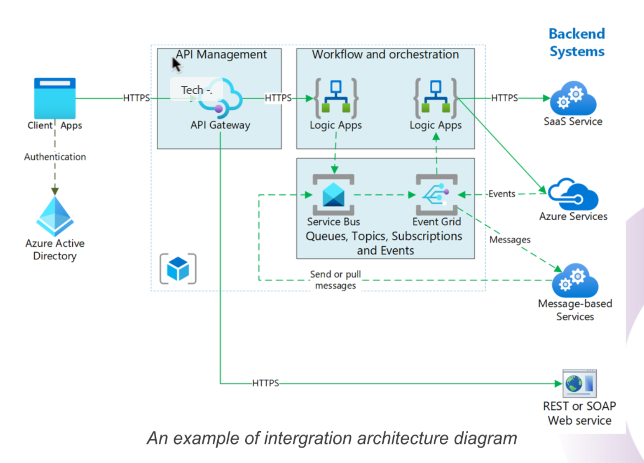 Backend
Systems
API Management
Workflow and orchestration
Tech -.
HTTPS
HTTPS
HTTPS
Client Apps
API Gateway
Logic Apps
Logic Apps
SaaS Service
Authentication
Events
Azure Services
Service Bus
Event Grid
Queues, Topics, Subscriptions
and Events
Messages
Azure Active
Directory
Send or pull
messages
Message-based
Services
HTTPS
REST or SOAP
Web service
An example of intergration architecture diagram